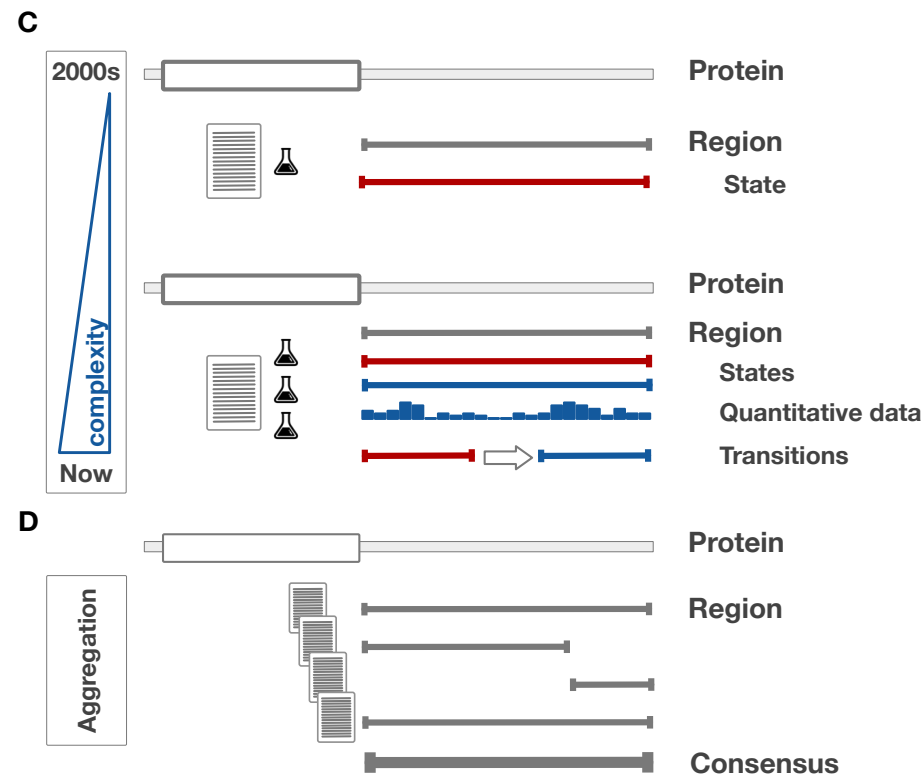 C
2000s
Protein
Region
State
Protein
Region
States
Quantitative data
Transitions
complexity
Now
D
Protein
Aggregation
Region
Consensus